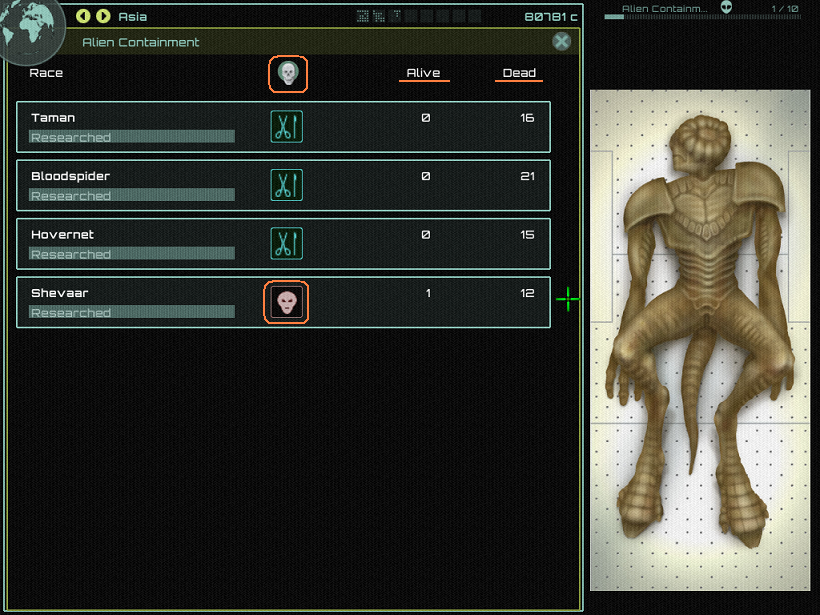 Asia
80781 c
Alien Containm... 1 / 10
Alien Containment
Race Alive Dead
Taman 0 16
Researched
Bloodspider 0 21
Researched
Hovernet 0 15
Researched
Shevaar 1 12
Researched